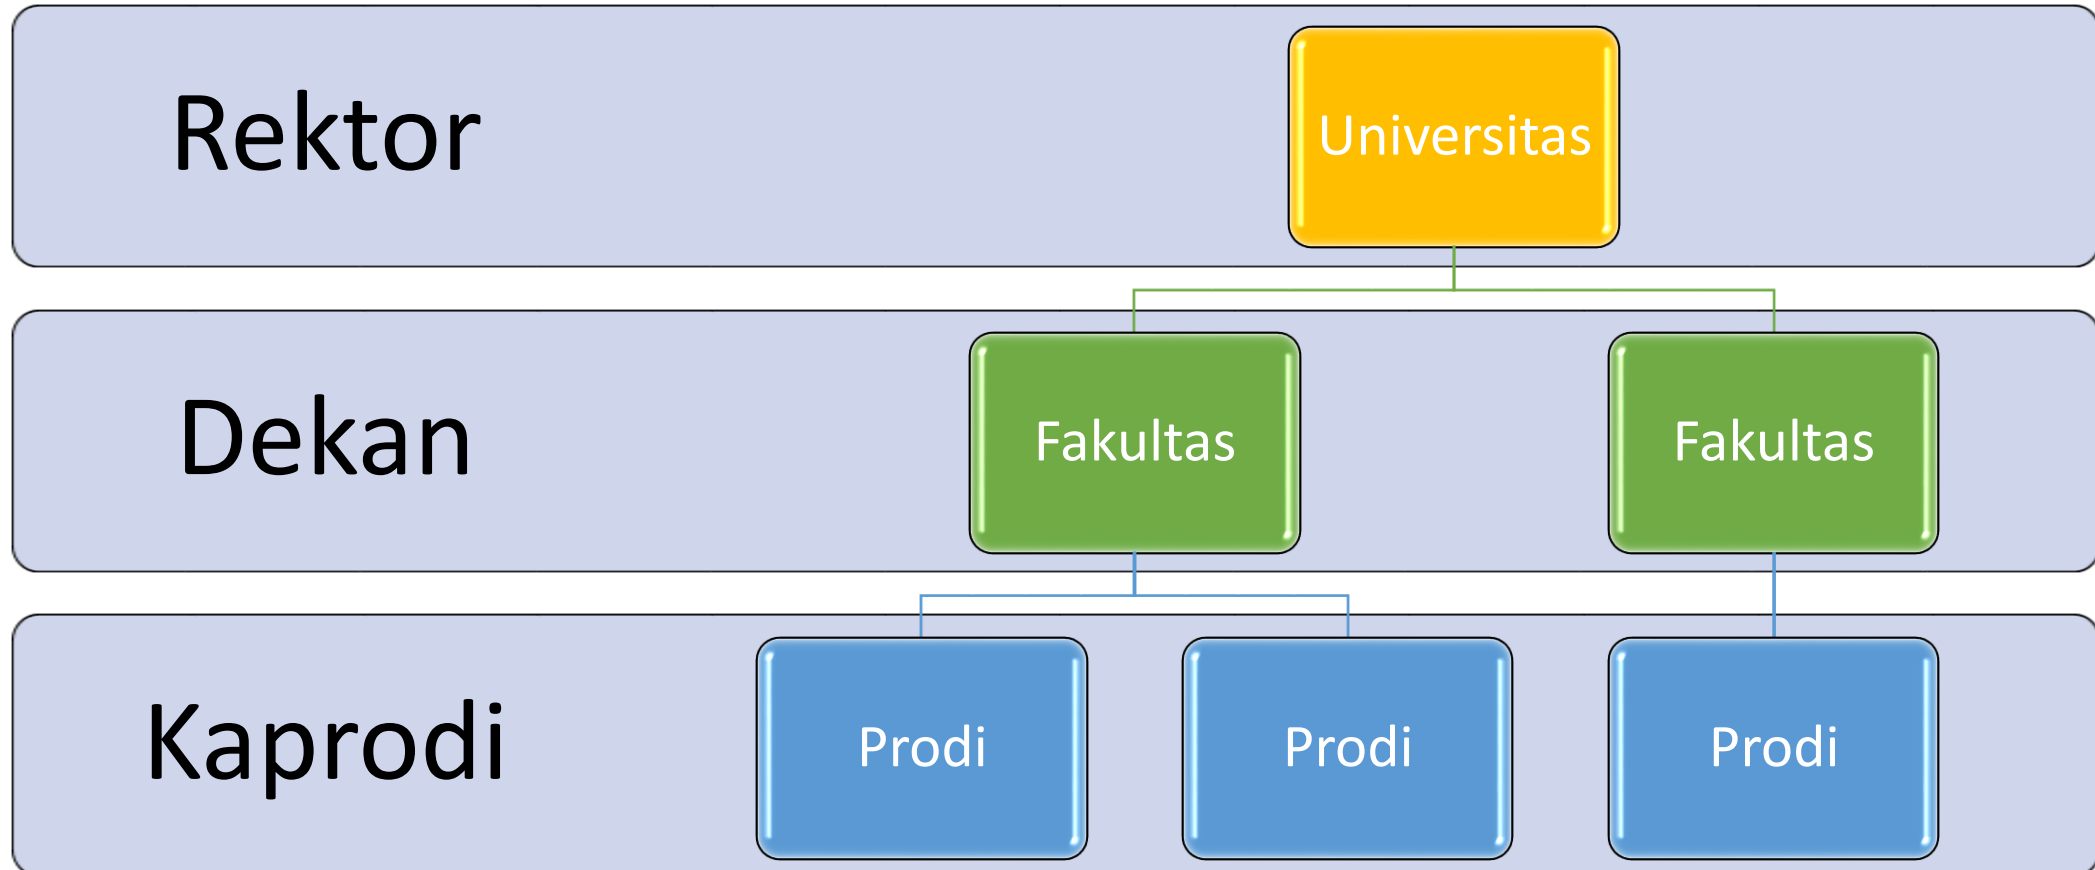 Rektor
Universitas
Dekan
Fakultas
Fakultas
Kaprodi
Prodi
Prodi
Prodi